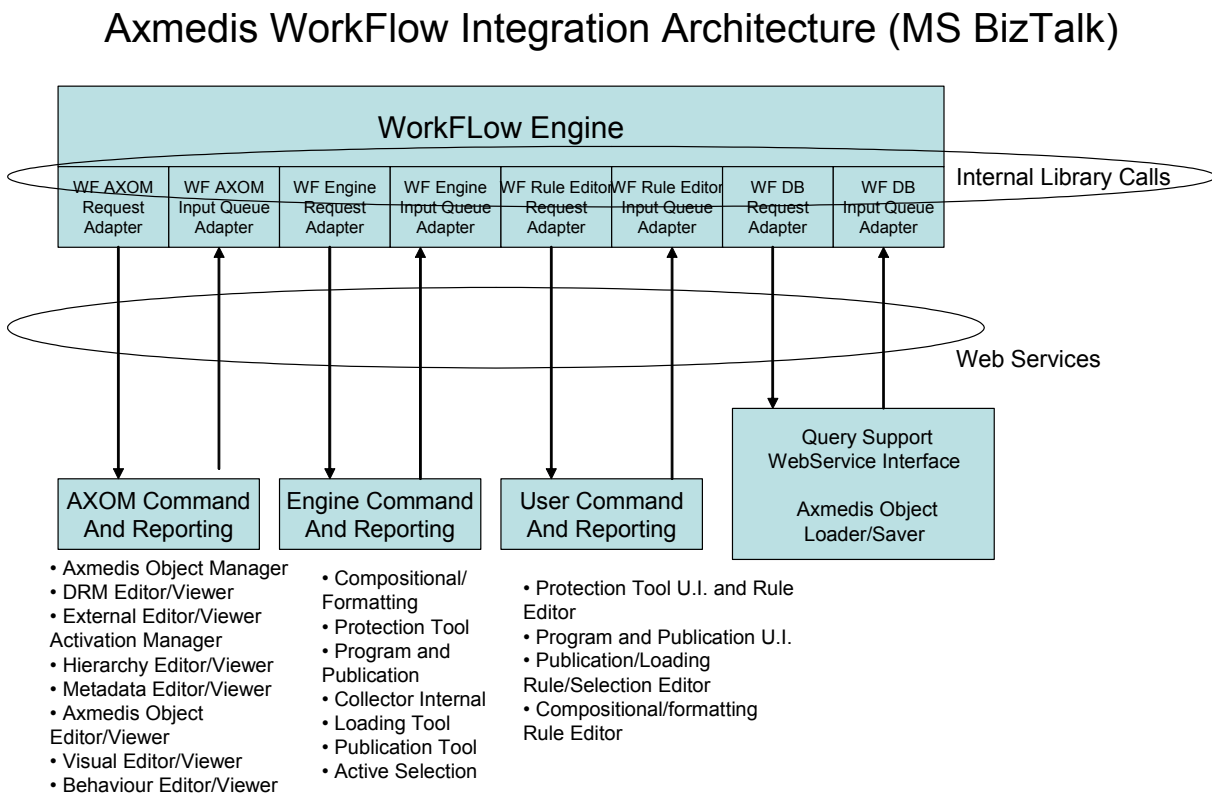 Axmedis WorkFlow Integration Architecture (MS BizTalk)
WorkFLow Engine
WF AXOM
Request
Adapter
WF AXOM
Input Queue
Adapter
WF Engine
Request
Adapter
WF Engine
Input Queue
Adapter
WF Rule Editor
Request
Adapter
WF Rule Editor
Input Queue
Adapter
WF DB
Request
Adapter
WF DB
Input Queue
Adapter
Internal Library Calls
Web Services
Query Support
WebService Interface
Axmedis Object
Loader/Saver
AXOM Command
And Reporting
Engine Command
And Reporting
User Command
And Reporting
• Axmedis Object Manager
• DRM Editor/Viewer
• External Editor/Viewer
Activation Manager
• Hierarchy Editor/Viewer
• Metadata Editor/Viewer
• Axmedis Object
Editor/Viewer
• Visual Editor/Viewer
• Behaviour Editor/Viewer
• Compositional/
Formatting
• Protection Tool
• Program and
Publication
• Collector Internal
• Loading Tool
• Publication Tool
• Active Selection
• Protection Tool U.I. and Rule
Editor
• Program and Publication U.I.
• Publication/Loading
Rule/Selection Editor
• Compositional/formatting
Rule Editor